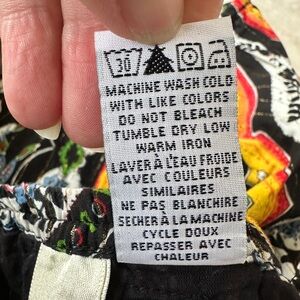 30
MACHINE WASH COLD
WITH LIKE COLORS
DO NOT BLEACH
TUMBLE DRY LOW
WARM IRON
LAVER À L'EAU FROIDE
AVEC COULEURS
SIMILAIRES
NE PAS BLANCHIRE
SECHER À LA MACHINE
CYCLE DOUX
REPASSER AVEC
CHALEUR